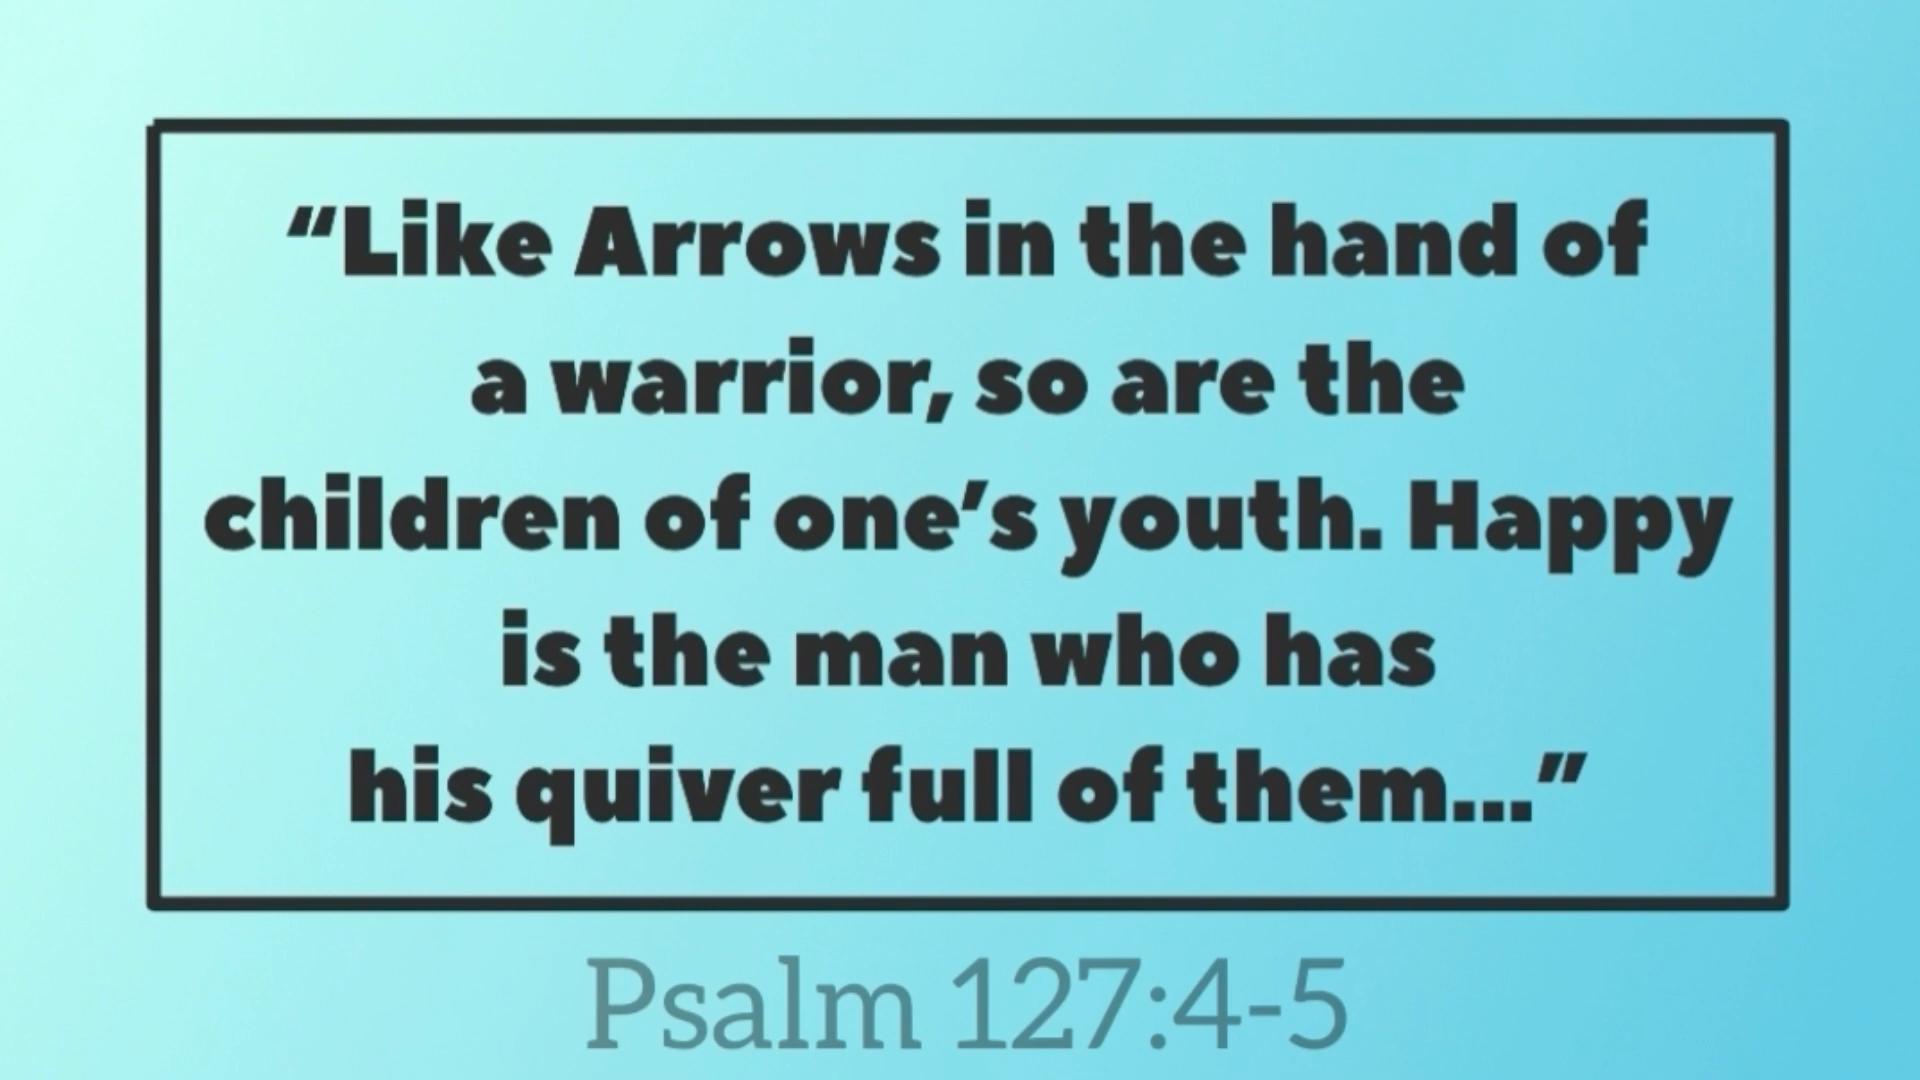 “Like Arrows in the hand of
a warrior, so are the
children of one’s youth. Happy
is the man who has
his quiver full of them...”
Psalm 127:4-5